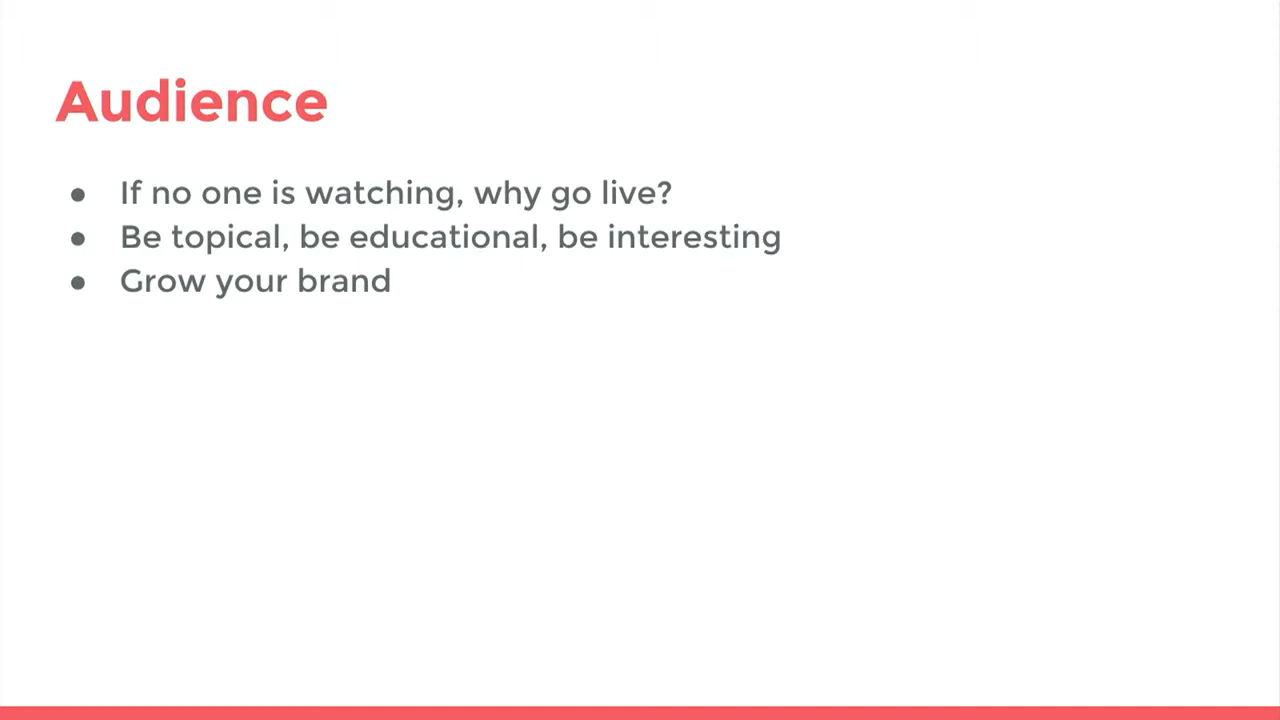 Audience
● If no one is watching, why go live?
● Be topical, be educational, be interesting
● Grow your brand